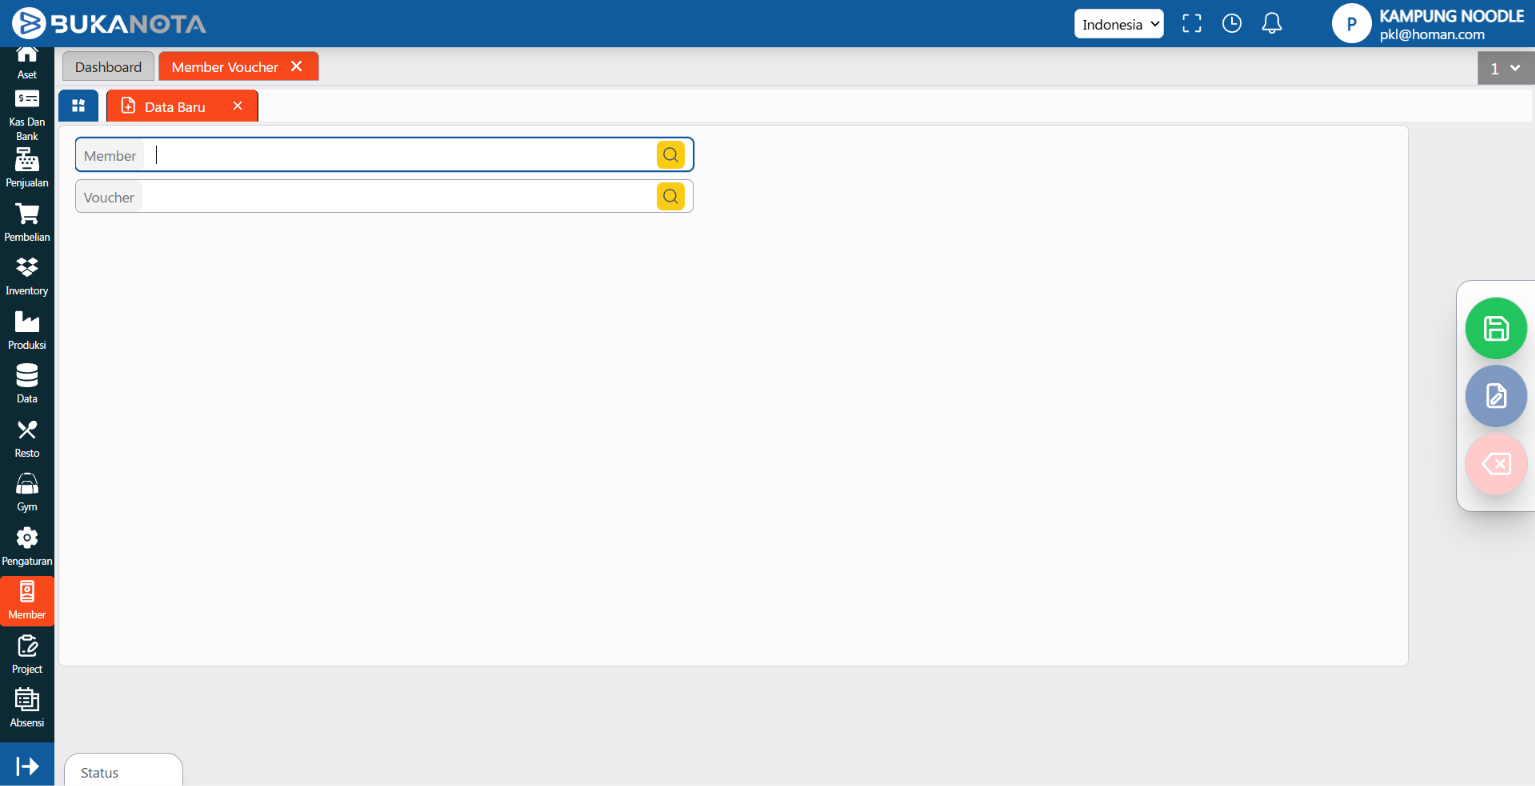 BUKANOTA
Indonesia
P
KAMPUNG NOODLE
pkl@homan.com
Aset
Kas Dan
Bank
Penjualan
Pembelian
Inventory
Produksi
Data
Resto
Gym
Pengaturan
Member
Project
Absensi
Dashboard
Member Voucher
1
Data Baru
Member
Voucher
Status